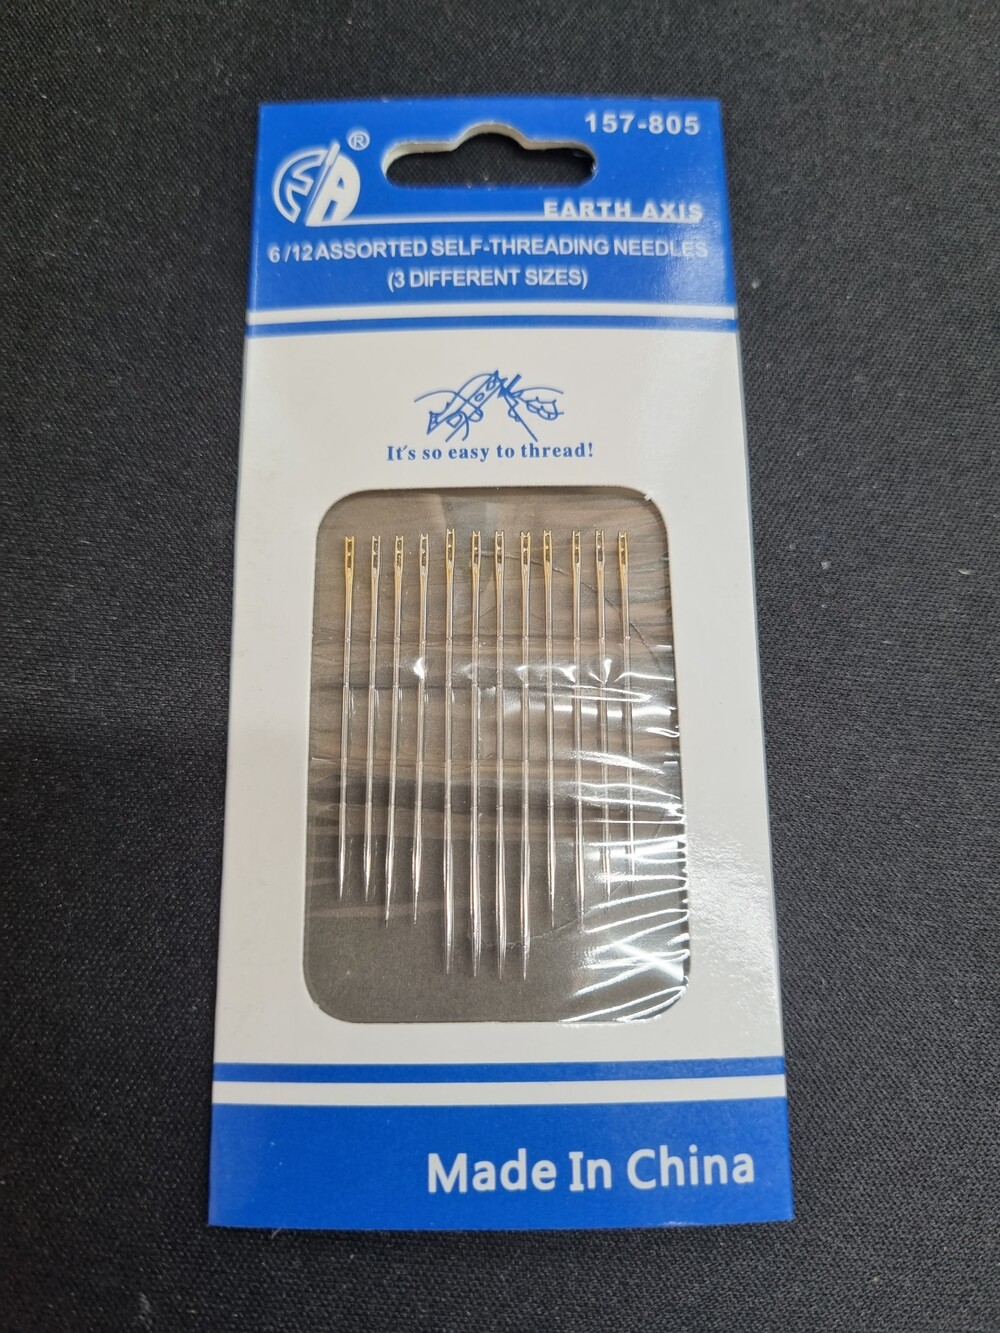 157-805
EA®
EARTH AXIS
6/12 ASSORTED SELF-THREADING NEEDLES
(3 DIFFERENT SIZES)
It's so easy to thread!
Made In China